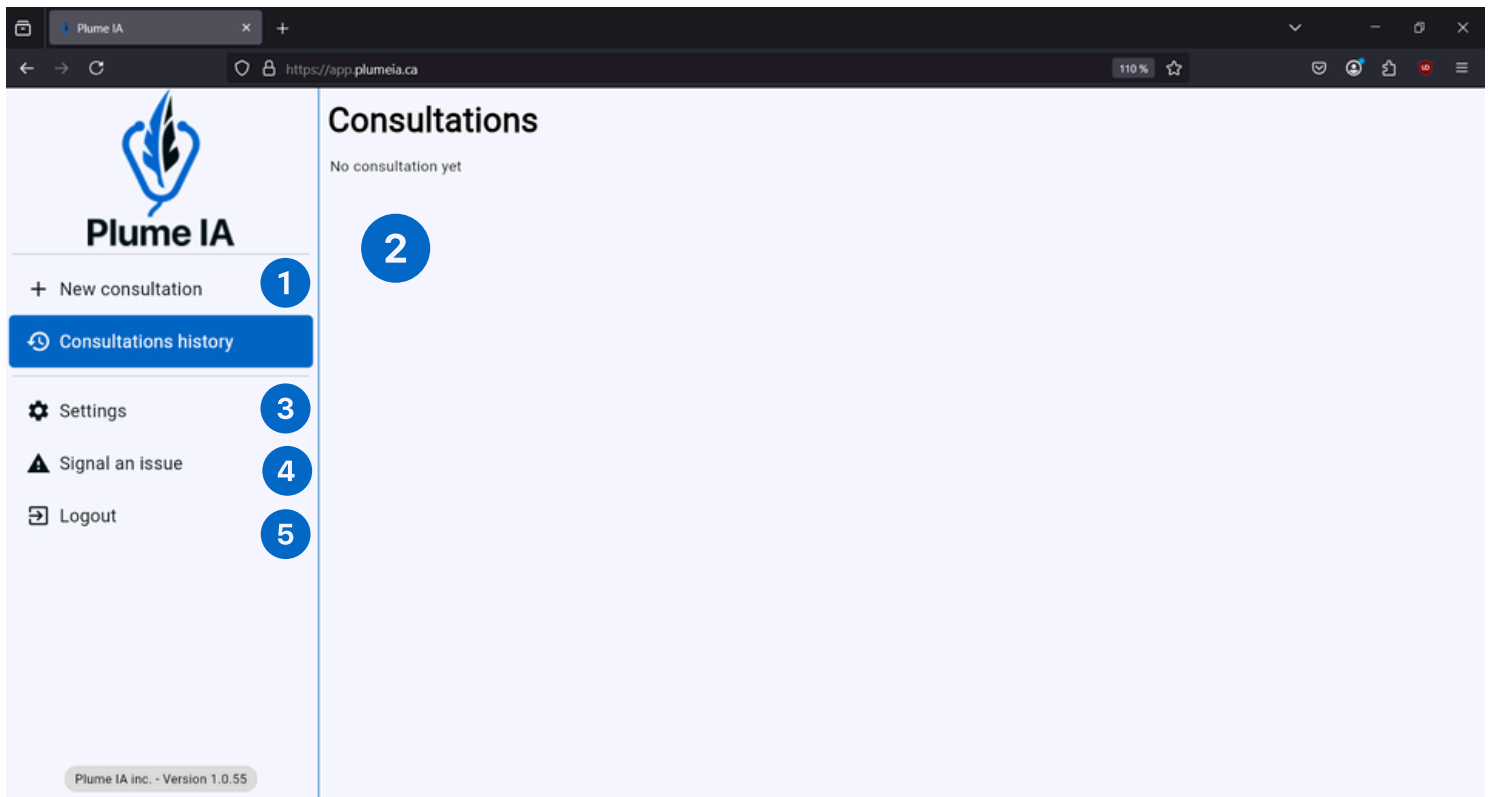 Plume IA
https://app.plumeia.ca
110 %
Plume IA
Consultations
No consultation yet
2
New consultation
1
Consultations history
Settings
3
Signal an issue
4
Logout
5
Plume IA inc. - Version 1.0.55